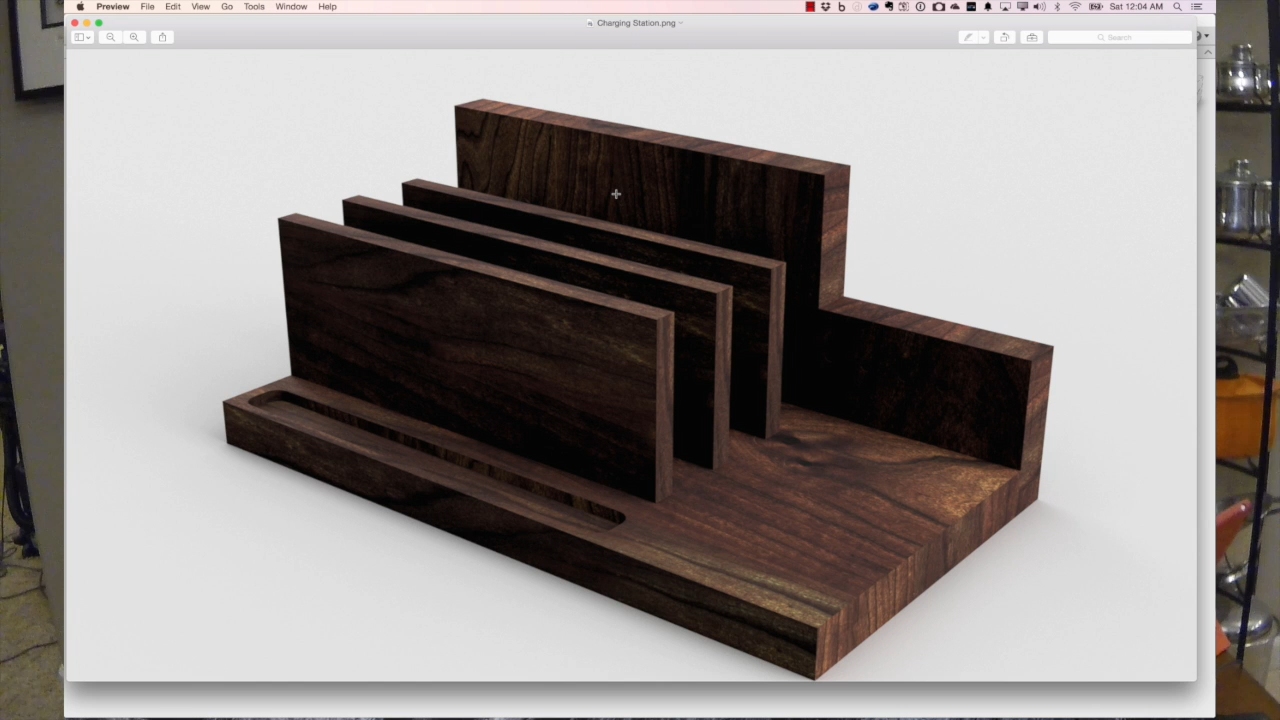 Preview File Edit View Go Tools Window Help Sat 12:04 AM
Charging Station.png
Search